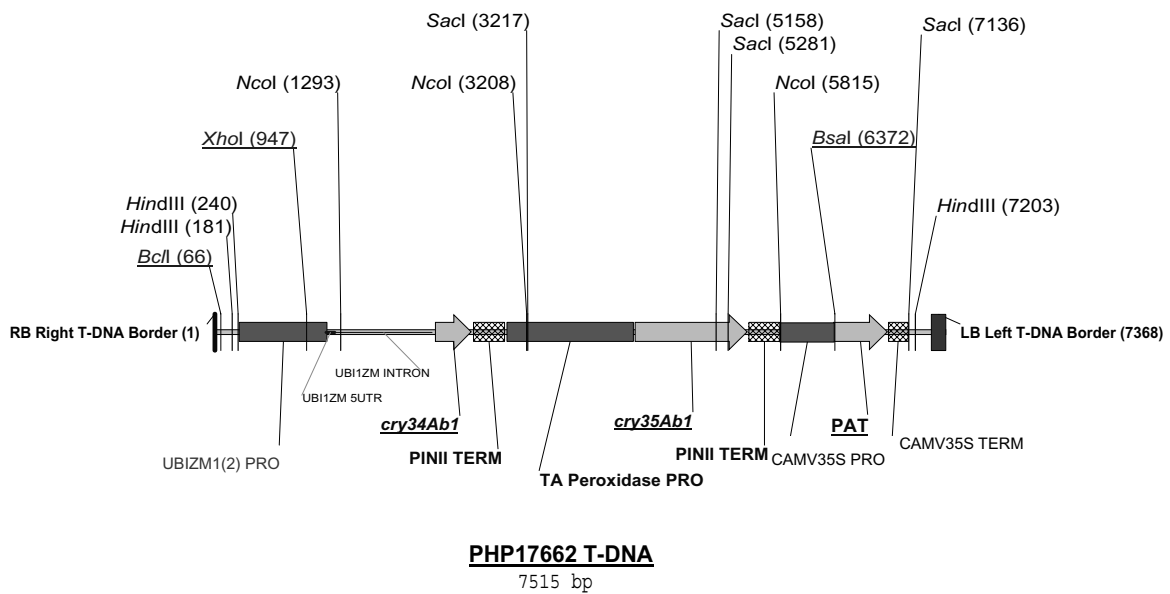 SacI (3217)
SacI (5158)
SacI (7136)
SacI (5281)
NcoI (1293)
NcoI (3208)
NcoI (5815)
XhoI (947)
BsaI (6372)
HindIII (240)
HindIII (7203)
HindIII (181)
BclI (66)
RB Right T-DNA Border (1)
LB Left T-DNA Border (7368)
UBI1ZM INTRON
UBI1ZM 5UTR
cry34Ab1
cry35Ab1
PAT
UBIZM1(2) PRO
PINII TERM
PINII TERM
CAMV35S PRO
CAMV35S TERM
TA Peroxidase PRO
PHP17662 T-DNA
7515 bp